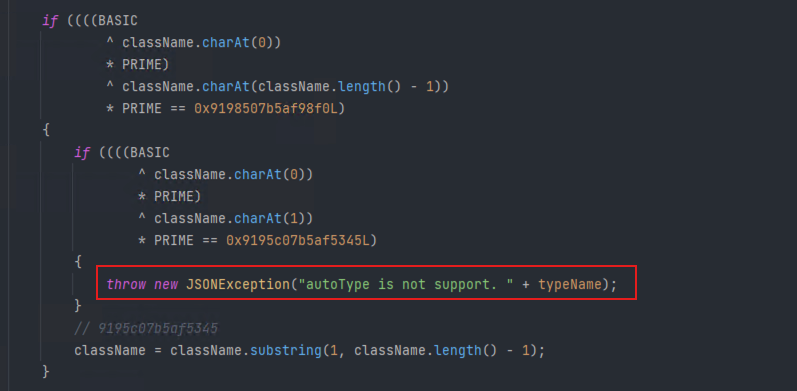 if ((((BASIC
^ className.charAt(0))
* PRIME)
^ className.charAt(className.length() - 1))
* PRIME == 0x9198507b5af98f0L)
{
if ((((BASIC
^ className.charAt(0))
* PRIME)
^ className.charAt(1))
* PRIME == 0x9195c07b5af5345L)
{
throw new JSONException("autoType is not support. " + typeName);
}
// 9195c07b5af5345
className = className.substring(1, className.length() - 1);
}